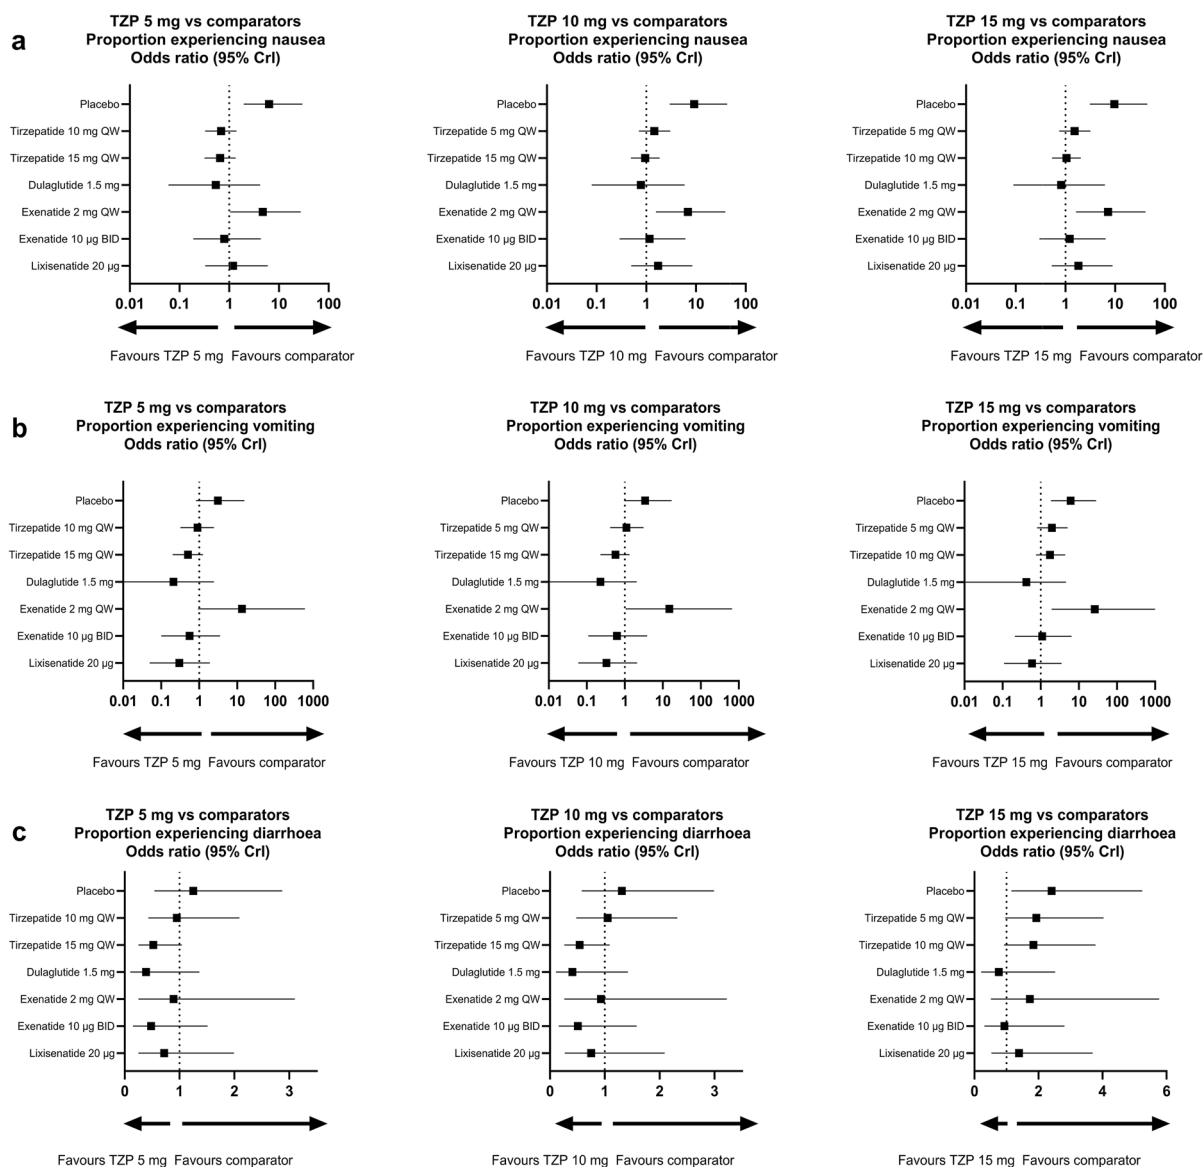 a
TZP 5 mg vs comparators
Proportion experiencing nausea
Odds ratio (95% CrI)
Placebo
Tirzepatide 10 mg QW
Tirzepatide 15 mg QW
Dulaglutide 1.5 mg
Exenatide 2 mg QW
Exenatide 10 µg BID
Lixisenatide 20 µg
0.01 0.1 1 10 100
Favours TZP 5 mg Favours comparator
TZP 10 mg vs comparators
Proportion experiencing nausea
Odds ratio (95% CrI)
Placebo
Tirzepatide 5 mg QW
Tirzepatide 15 mg QW
Dulaglutide 1.5 mg
Exenatide 2 mg QW
Exenatide 10 µg BID
Lixisenatide 20 µg
0.01 0.1 1 10 100
Favours TZP 10 mg Favours comparator
TZP 15 mg vs comparators
Proportion experiencing nausea
Odds ratio (95% CrI)
Placebo
Tirzepatide 5 mg QW
Tirzepatide 10 mg QW
Dulaglutide 1.5 mg
Exenatide 2 mg QW
Exenatide 10 µg BID
Lixisenatide 20 µg
0.01 0.1 1 10 100
Favours TZP 15 mg Favours comparator
b
TZP 5 mg vs comparators
Proportion experiencing vomiting
Odds ratio (95% CrI)
Placebo
Tirzepatide 10 mg QW
Tirzepatide 15 mg QW
Dulaglutide 1.5 mg
Exenatide 2 mg QW
Exenatide 10 µg BID
Lixisenatide 20 µg
0.01 0.1 1 10 100 1000
Favours TZP 5 mg Favours comparator
TZP 10 mg vs comparators
Proportion experiencing vomiting
Odds ratio (95% CrI)
Placebo
Tirzepatide 5 mg QW
Tirzepatide 15 mg QW
Dulaglutide 1.5 mg
Exenatide 2 mg QW
Exenatide 10 µg BID
Lixisenatide 20 µg
0.01 0.1 1 10 100 1000
Favours TZP 10 mg Favours comparator
TZP 15 mg vs comparators
Proportion experiencing vomiting
Odds ratio (95% CrI)
Placebo
Tirzepatide 5 mg QW
Tirzepatide 10 mg QW
Dulaglutide 1.5 mg
Exenatide 2 mg QW
Exenatide 10 µg BID
Lixisenatide 20 µg
0.01 0.1 1 10 100 1000
Favours TZP 15 mg Favours comparator
c
TZP 5 mg vs comparators
Proportion experiencing diarrhoea
Odds ratio (95% CrI)
Placebo
Tirzepatide 10 mg QW
Tirzepatide 15 mg QW
Dulaglutide 1.5 mg
Exenatide 2 mg QW
Exenatide 10 µg BID
Lixisenatide 20 µg
0 1 2 3
Favours TZP 5 mg Favours comparator
TZP 10 mg vs comparators
Proportion experiencing diarrhoea
Odds ratio (95% CrI)
Placebo
Tirzepatide 5 mg QW
Tirzepatide 15 mg QW
Dulaglutide 1.5 mg
Exenatide 2 mg QW
Exenatide 10 µg BID
Lixisenatide 20 µg
0 1 2 3
Favours TZP 10 mg Favours comparator
TZP 15 mg vs comparators
Proportion experiencing diarrhoea
Odds ratio (95% CrI)
Placebo
Tirzepatide 5 mg QW
Tirzepatide 10 mg QW
Dulaglutide 1.5 mg
Exenatide 2 mg QW
Exenatide 10 µg BID
Lixisenatide 20 µg
0 2 4 6
Favours TZP 15 mg Favours comparator